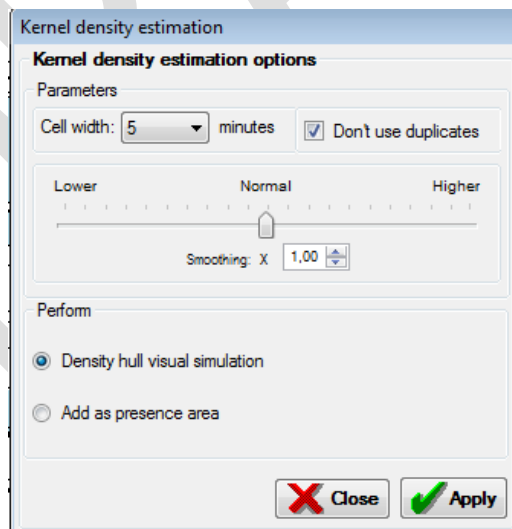 Kernel density estimation
Kernel density estimation options
Parameters
Cell width: 5 minutes Don't use duplicates
Lower Normal Higher
Smoothing: X 1,00
Perform
Density hull visual simulation
Add as presence area
Close Apply